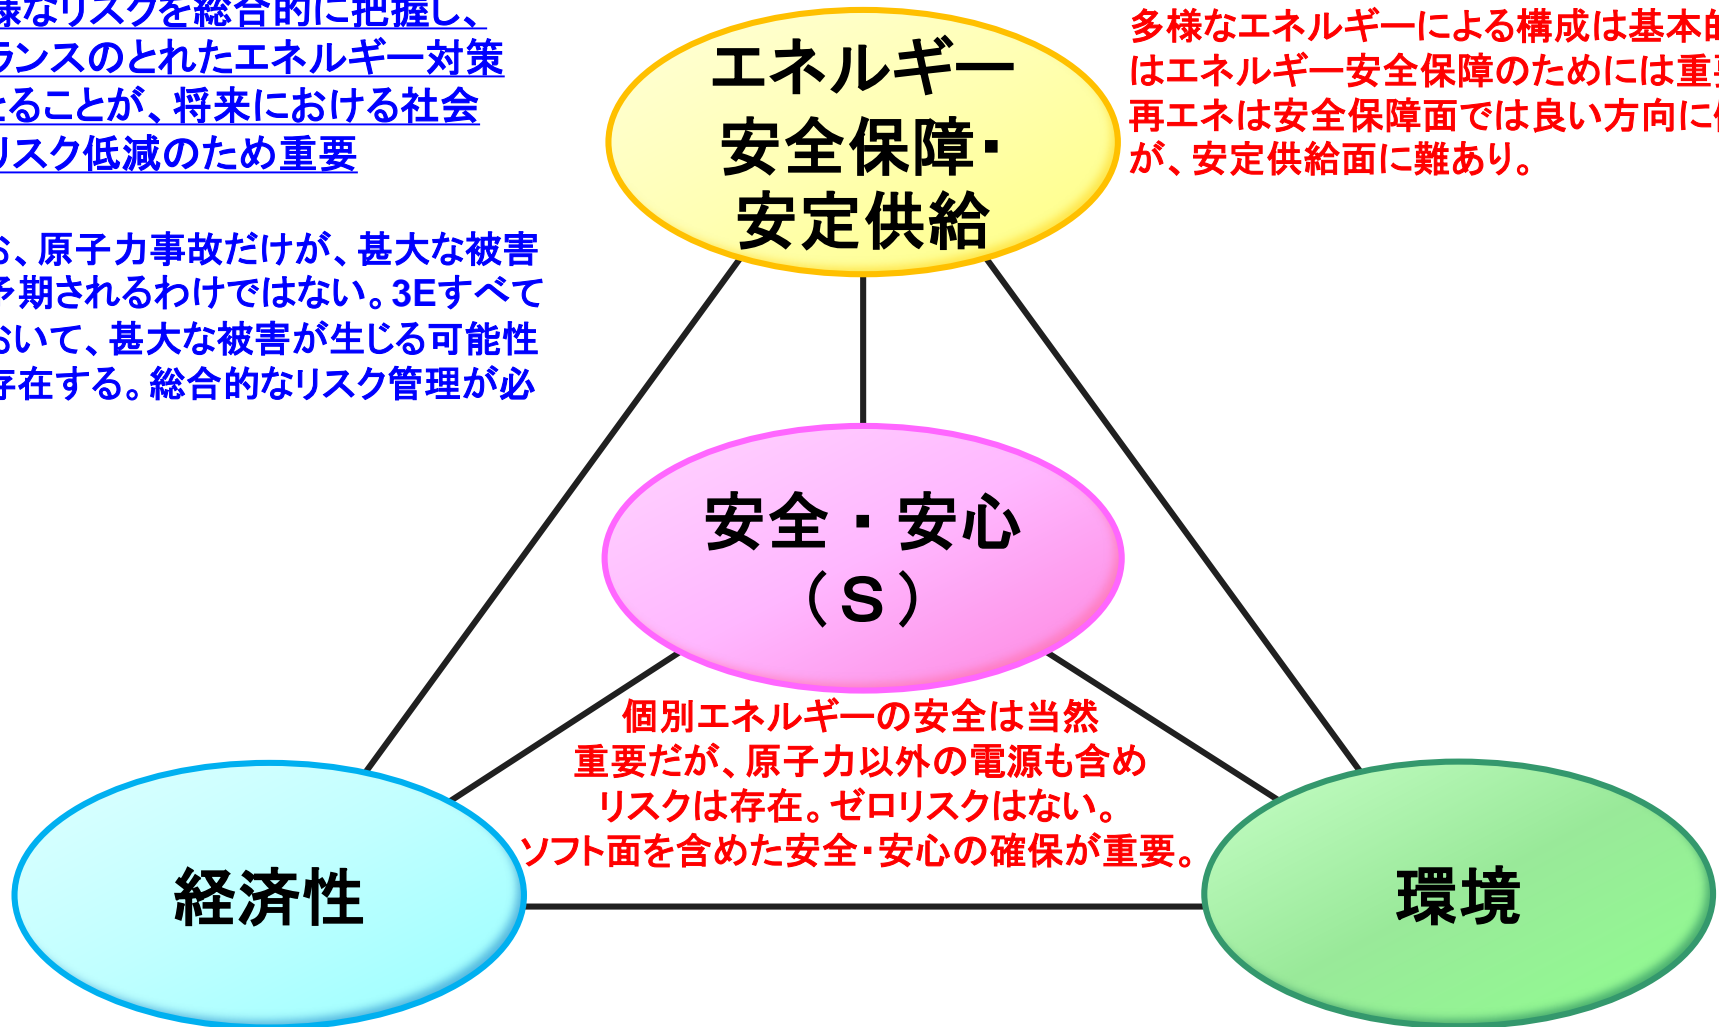 様なリスクを総合的に把握し、
ランスのとれたエネルギー対策
とることが、将来における社会
リスク低減のため重要
お、原子力事故だけが、甚大な被害
予期されるわけではない。3Eすべて
おいて、甚大な被害が生じる可能性
存在する。総合的なリスク管理が必
エネルギー
安全保障・
安定供給
多様なエネルギーによる構成は基本的
はエネルギー安全保障のためには重要
再エネは安全保障面では良い方向に
が、安定供給面に難あり。
安全・安心
（S）
個別エネルギーの安全は当然
重要だが、原子力以外の電源も含め
リスクは存在。ゼロリスクはない。
ソフト面を含めた安全・安心の確保が重要。
経済性
環境